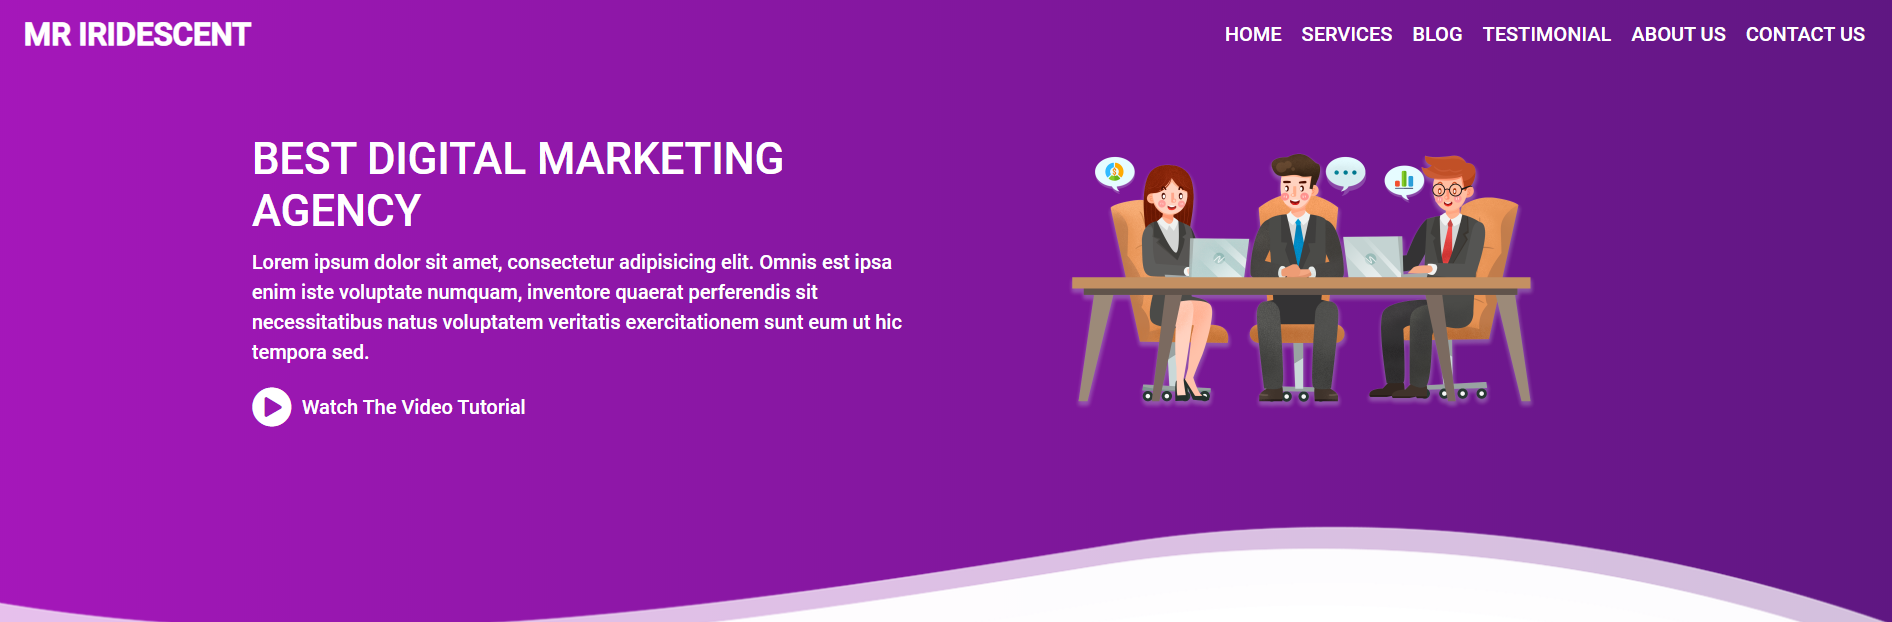 MR IRIDESCENT
HOME SERVICES BLOG TESTIMONIAL ABOUT US CONTACT US
BEST DIGITAL MARKETING
AGENCY
Lorem ipsum dolor sit amet, consectetur adipisicing elit. Omnis est ipsa
enim iste voluptate numquam, inventore quaerat perferendis sit
necessitatibus natus voluptatem veritatis exercitationem sunt eum ut hic
tempora sed.
Watch The Video Tutorial